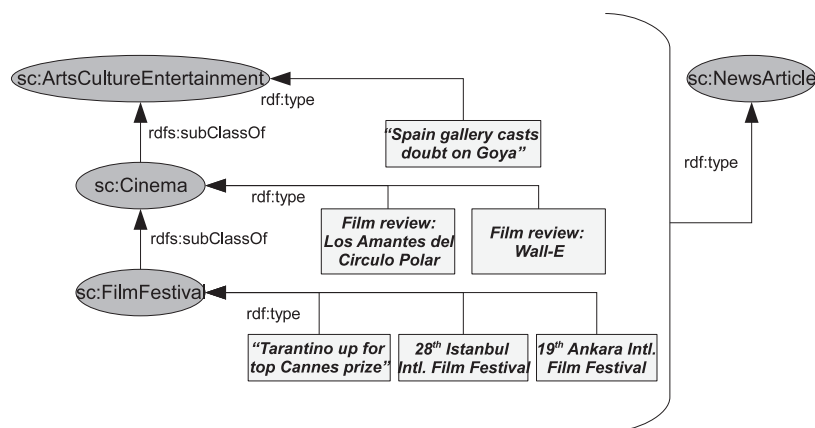 sc:ArtsCultureEntertainment
sc:NewsArticle
rdf:type
rdfs:subClassOf
“Spain gallery casts
doubt on Goya”
rdf:type
sc:Cinema
rdf:type
rdfs:subClassOf
Film review:
Los Amantes del
Circulo Polar
Film review:
Wall-E
sc:FilmFestival
rdf:type
“Tarantino up for
top Cannes prize”
28th Istanbul
Intl. Film Festival
19th Ankara Intl.
Film Festival